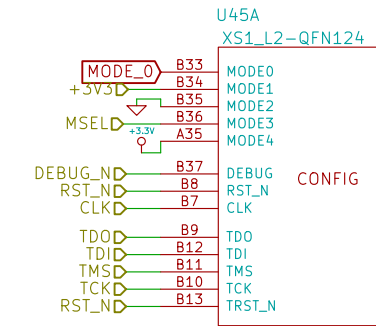 U45A
XS1_L2-QFN124
MODE_0 B33 MODE0
+3V3 B34 MODE1
B35 MODE2
MSEL B36 MODE3
+3.3V A35 MODE4
DEBUG_N B37 DEBUG
CONFIG
RST_N B8 RST_N
CLK B7 CLK
TDO B9 TDO
TDI B12 TDI
TMS B11 TMS
TCK B10 TCK
RST_N B13 TRST_N